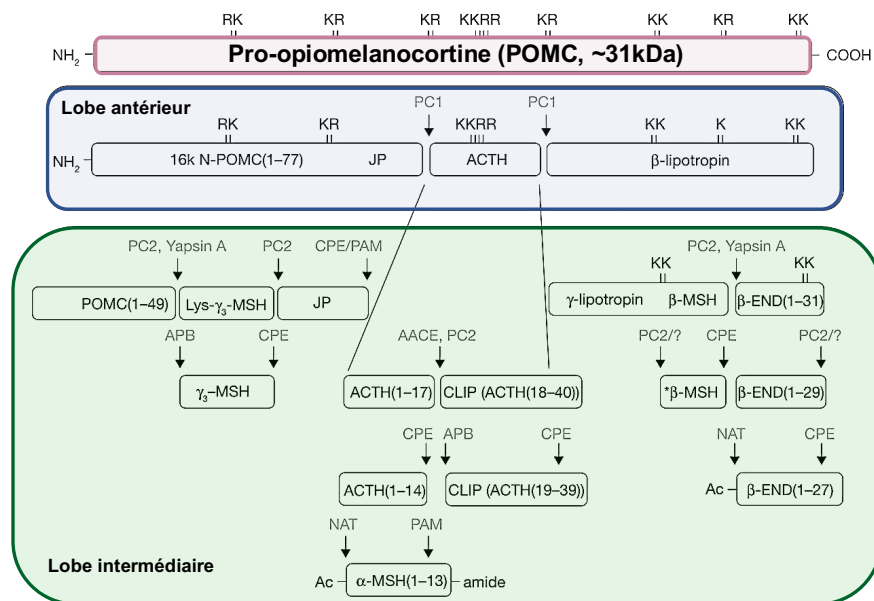 RK KR KR KKRR KR KK KR KK
NH2 Pro-opiomelanocortine (POMC, ~31kDa) COOH
Lobe antérieur
PC1 PC1
RK KR KKRR KK K KK
NH2 16k N-POMC(1–77) JP ACTH β-lipotropin
PC2, Yapsin A PC2 CPE/PAM PC2, Yapsin A
KK KK
POMC(1–49) Lys-γ3-MSH JP γ-lipotropin β-MSH β-END(1–31)
APB CPE AACE, PC2 PC2/? CPE PC2/?
γ3–MSH ACTH(1–17) CLIP (ACTH(18–40)) *β-MSH β-END(1–29)
CPE APB CPE NAT CPE
ACTH(1–14) CLIP (ACTH(19–39)) Ac β-END(1–27)
NAT PAM
Lobe intermédiaire
Ac α-MSH(1–13) amide